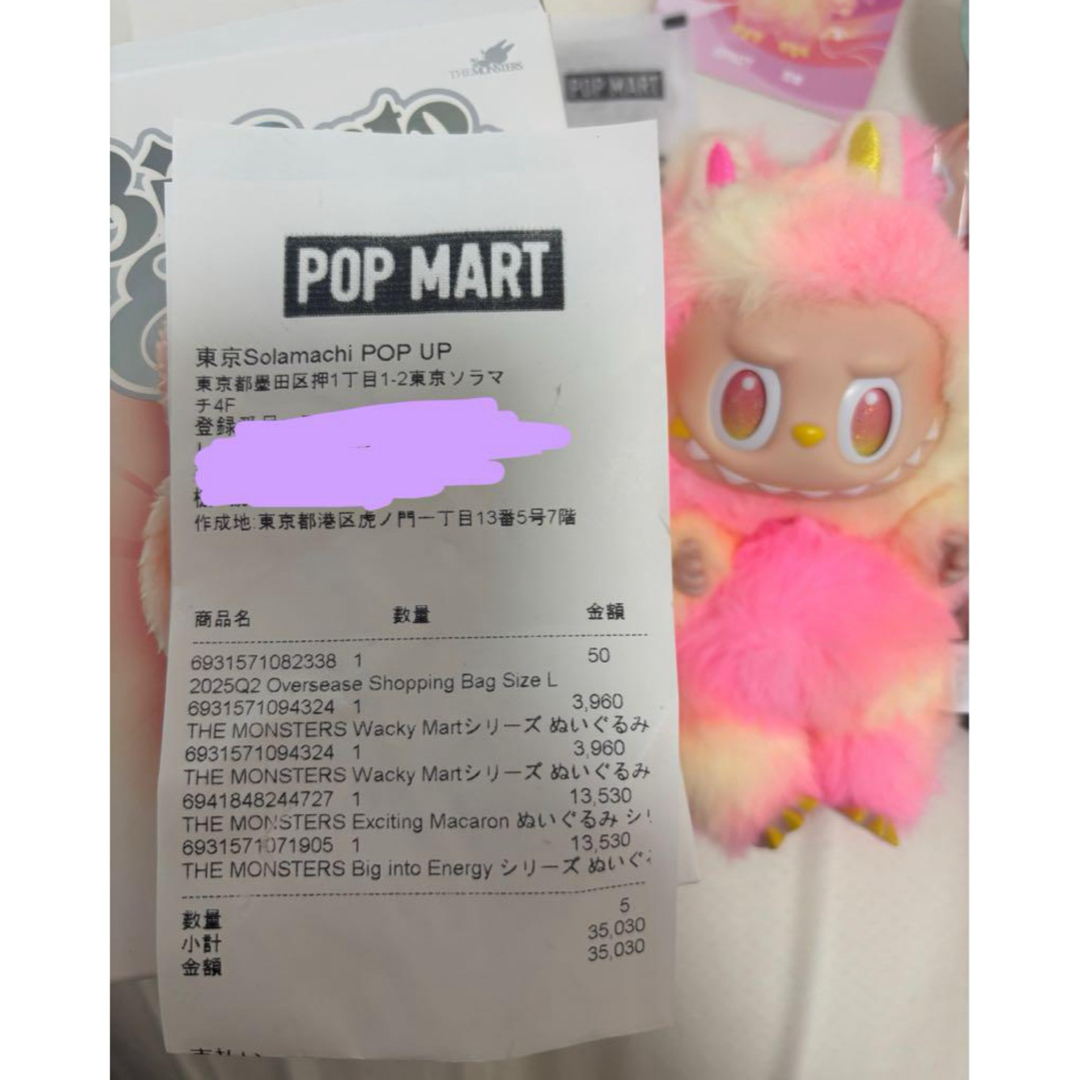 THE MONSTERS
POP MART
POP MART
東京Solamachi POP UP
東京都墨田区押1丁目1-2東京ソラマ
チ4F
登録
作成地:東京都港区虎ノ門一丁目13番5号7階
商品名 数量 金額
6931571082338 1 50
2025Q2 Oversease Shopping Bag Size L
6931571094324 1 3,960
THE MONSTERS Wacky Martシリーズ ぬいぐるみ
6931571094324 1 3,960
THE MONSTERS Wacky Martシリーズ ぬいぐるみ
6941848244727 1 13,530
THE MONSTERS Exciting Macaron ぬいぐるみ シリ
6931571071905 1 13,530
THE MONSTERS Big into Energy シリーズ ぬいぐ
数量 5
小計 35,030
金額 35,030